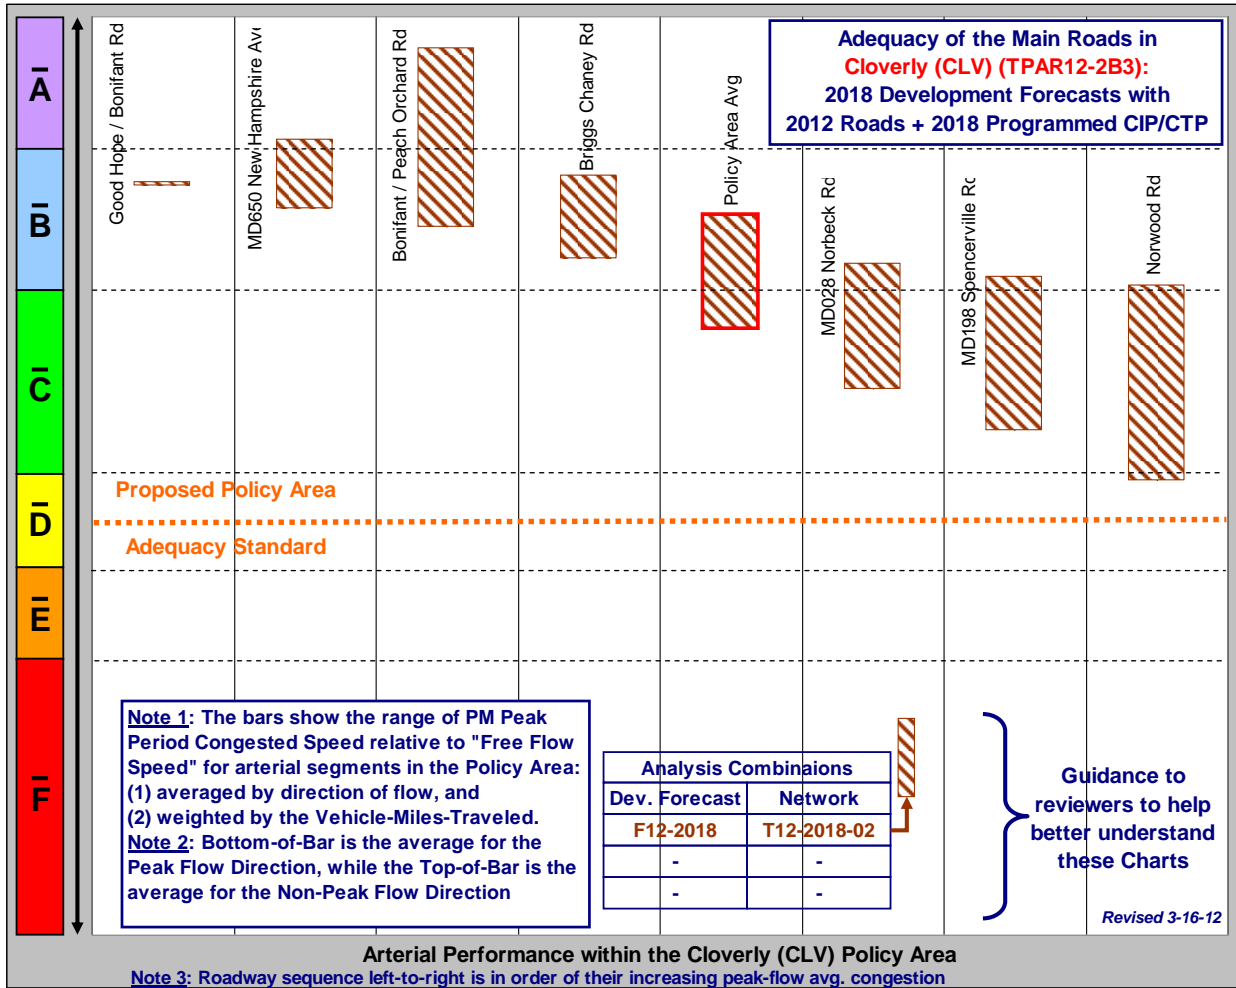 Adequacy of the Main Roads in
Cloverly (CLV) (TPAR12-2B3):
2018 Development Forecasts with
2012 Roads + 2018 Programmed CIP/CTP
A
B
C
D
E
F
Good Hope / Bonifant Rd
MD650 New Hampshire Ave
Bonifant / Peach Orchard Rd
Briggs Chaney Rd
Policy Area Avg
MD028 Norbeck Rd
MD198 Spencerville Rd
Norwood Rd
Proposed Policy Area
Adequacy Standard
Note 1: The bars show the range of PM Peak
Period Congested Speed relative to "Free Flow
Speed" for arterial segments in the Policy Area:
(1) averaged by direction of flow, and
(2) weighted by the Vehicle-Miles-Traveled.
Note 2: Bottom-of-Bar is the average for the
Peak Flow Direction, while the Top-of-Bar is the
average for the Non-Peak Flow Direction
Analysis Combinaions
Dev. Forecast Network
F12-2018 T12-2018-02
- -
- -
Guidance to
reviewers to help
better understand
these Charts
Revised 3-16-12
Arterial Performance within the Cloverly (CLV) Policy Area
Note 3: Roadway sequence left-to-right is in order of their increasing peak-flow avg. congestion